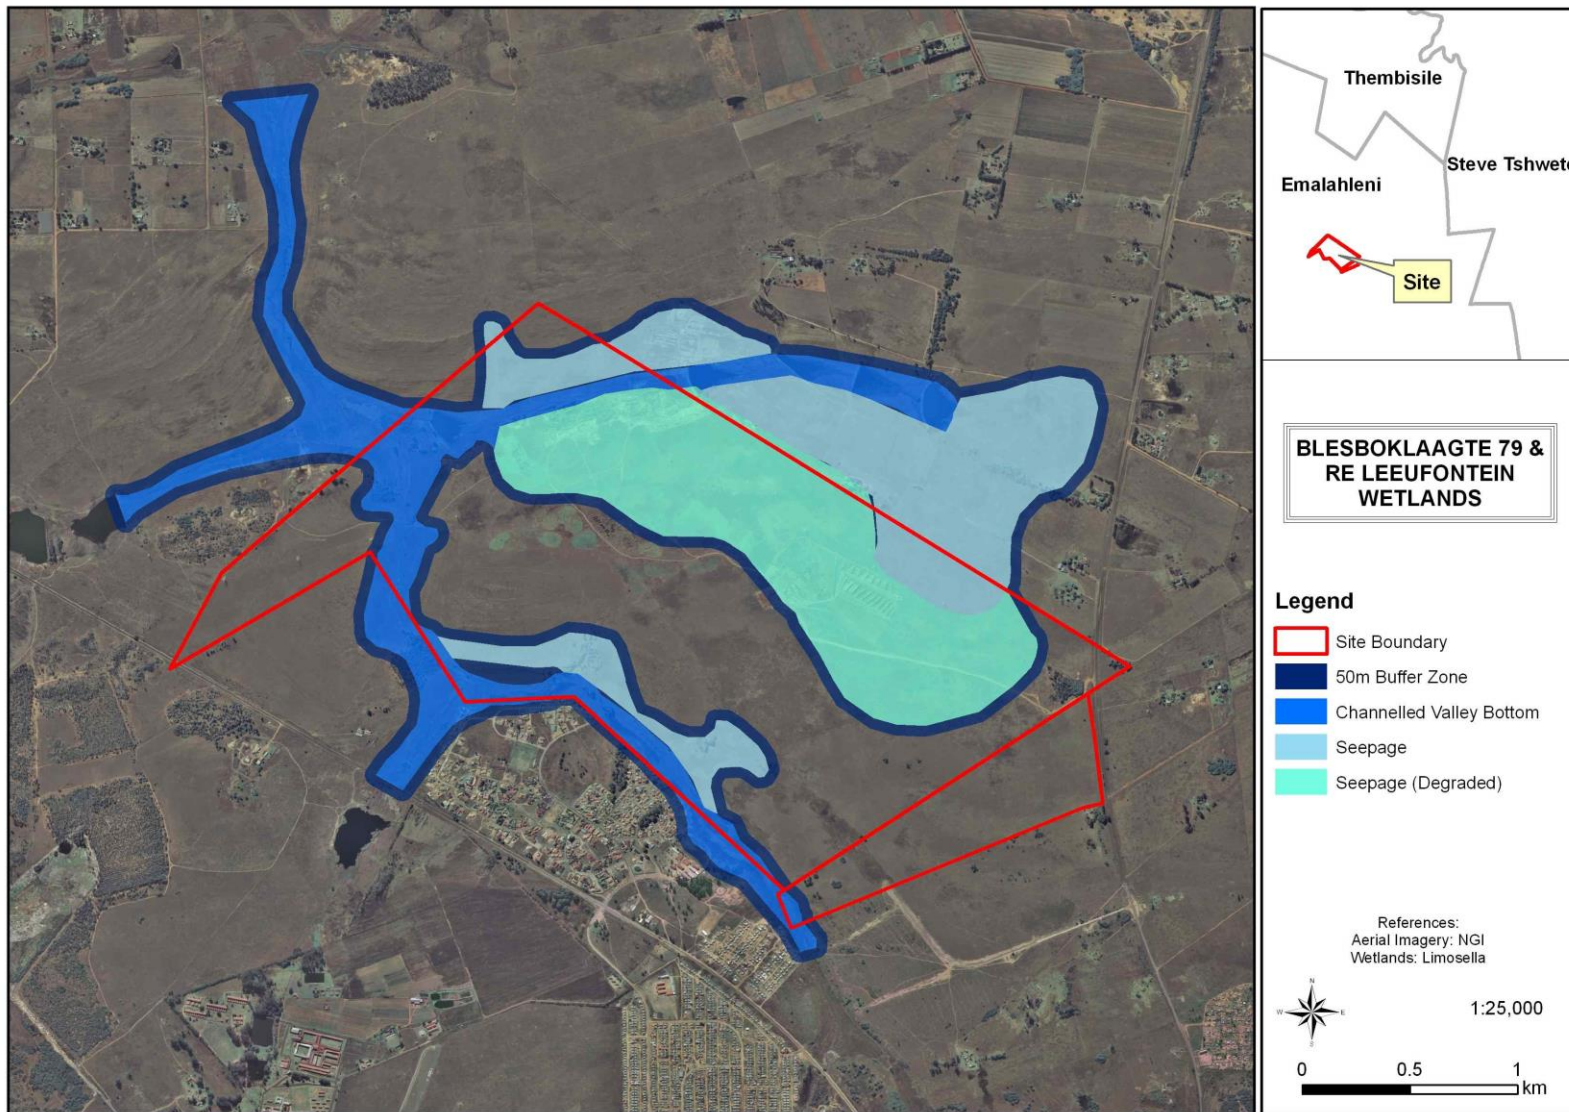 Thembisile
Steve Tshwete
Emalahleni
Site
BLESBOKLAAGTE 79 &
RE LEEUFONTEIN
WETLANDS
Legend
Site Boundary
50m Buffer Zone
Channelled Valley Bottom
Seepage
Seepage (Degraded)
References:
Aerial Imagery: NGI
Wetlands: Limosella
N
W
E
S
1:25,000
0 0.5 1
km